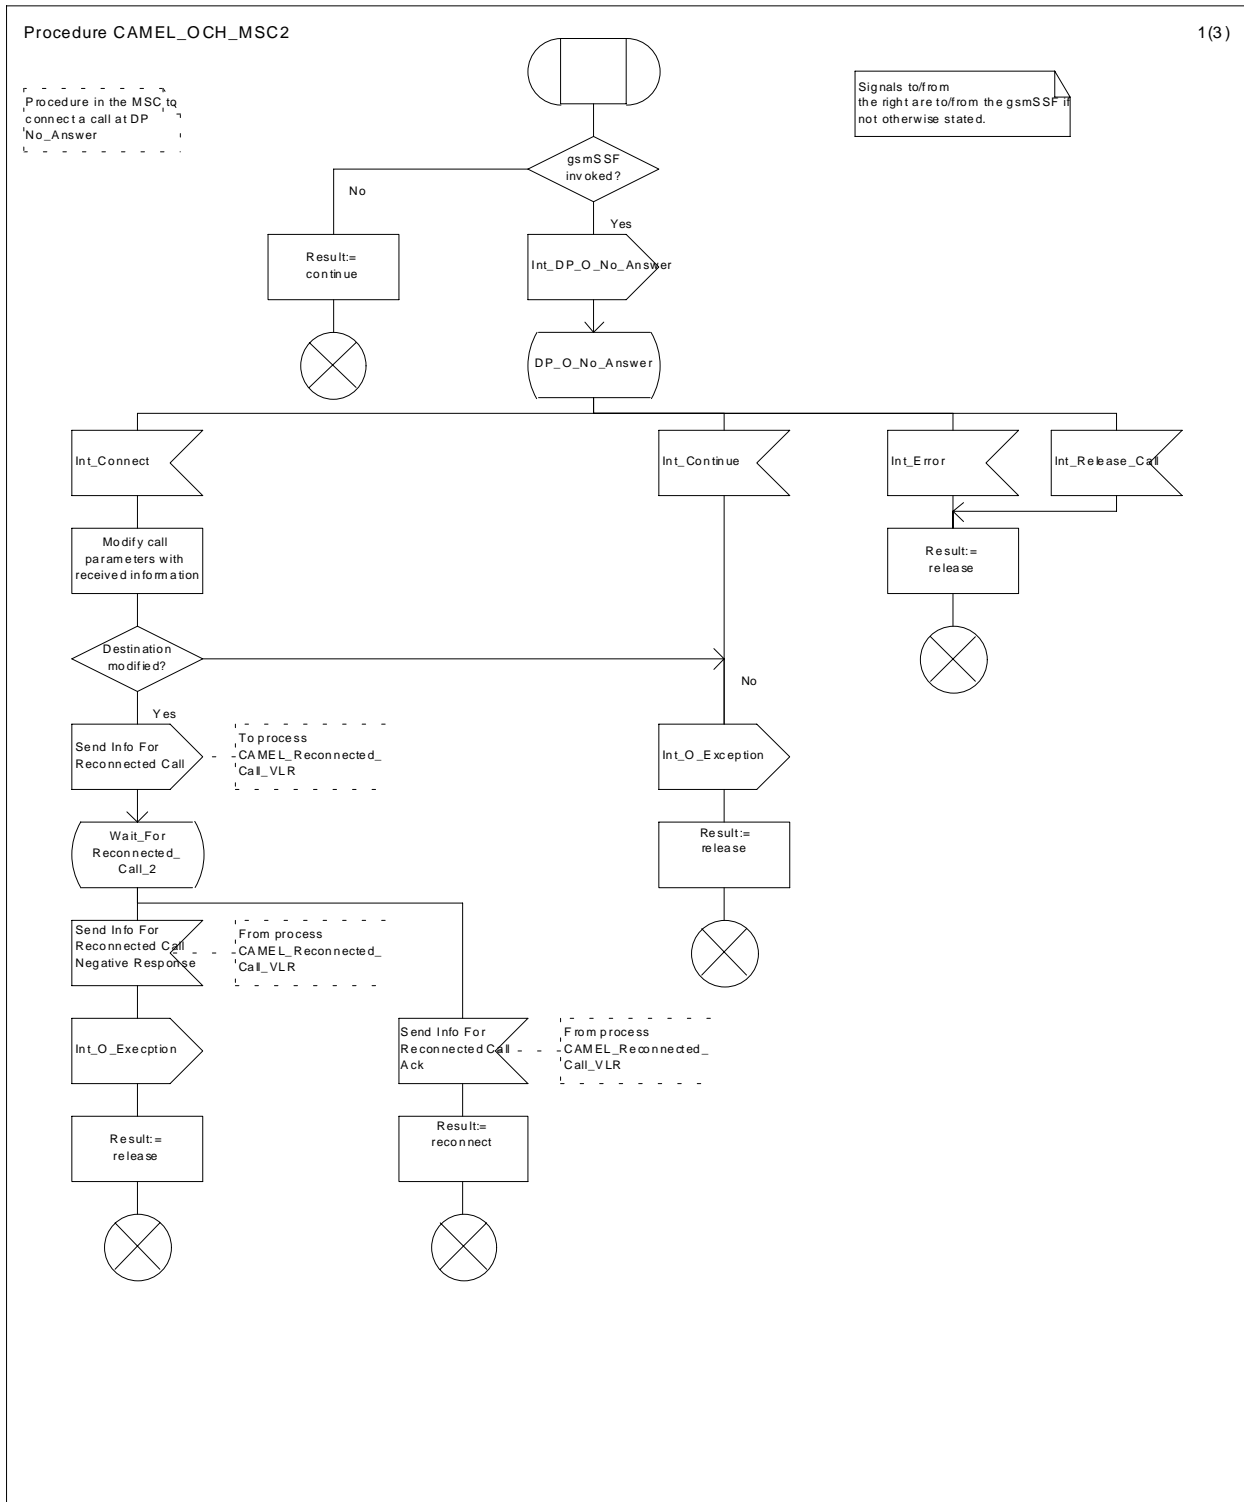 Procedure CAMEL_OCH_MSC2
1(3)
Procedure in the MSC to
connect a call at DP
No_Answer
Signals to/from
the right are to/from the gsmSSF if
not otherwise stated.
gsmSSF
invoked?
No
Yes
Result:=
continue
Int_DP_O_No_Answer
DP_O_No_Answer
Int_Connect
Int_Continue
Int_Error
Int_Release_Call
Modify call
parameters with
received information
Result:=
release
Destination
modified?
No
Yes
Send Info For
Reconnected Call
To process
CAMEL_Reconnected_
Call_VLR
Int_O_Exception
Wait_For
Reconnected_
Call_2
Result:=
release
Send Info For
Reconnected Call
Negative Response
From process
CAMEL_Reconnected_
Call_VLR
Int_O_Execption
Send Info For
Reconnected Call
Ack
From process
CAMEL_Reconnected_
Call_VLR
Result:=
release
Result:=
reconnect